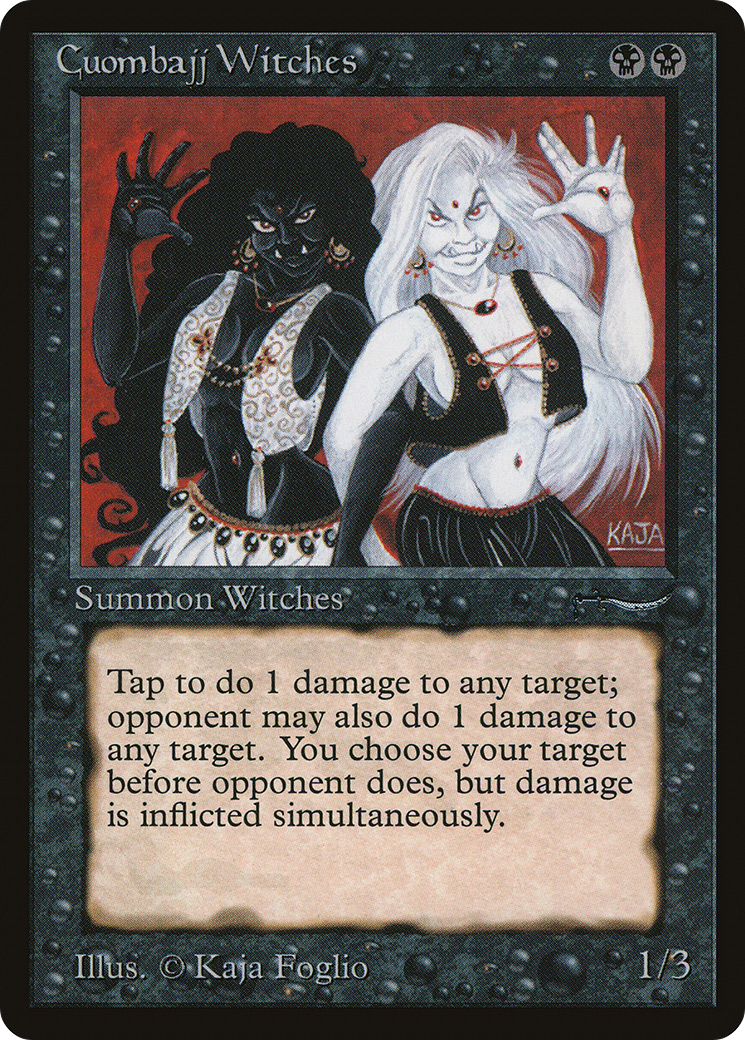 Cuombajj Witches
KAJA
Summon Witches
Tap to do 1 damage to any target;
opponent may also do 1 damage to
any target. You choose your target
before opponent does, but damage
is inflicted simultaneously.
Illus. © Kaja Foglio
1/3